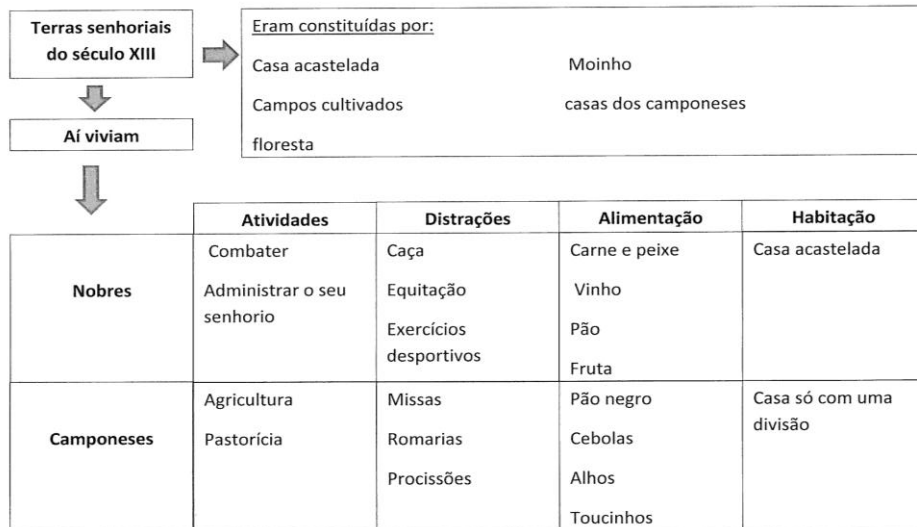 Terras senhoriais
do século XIII
Eram constituídas por:
Casa acastelada Moinho
Campos cultivados casas dos camponeses
floresta
Aí viviam
Atividades Distrações Alimentação Habitação
Nobres
Combater
Administrar o seu
senhorio
Caça
Equitação
Exercícios
desportivos
Carne e peixe
Vinho
Pão
Fruta
Casa acastelada
Camponeses
Agricultura
Pastorícia
Missas
Romarias
Procissões
Pão negro
Cebolas
Alhos
Toucinhos
Casa só com uma
divisão